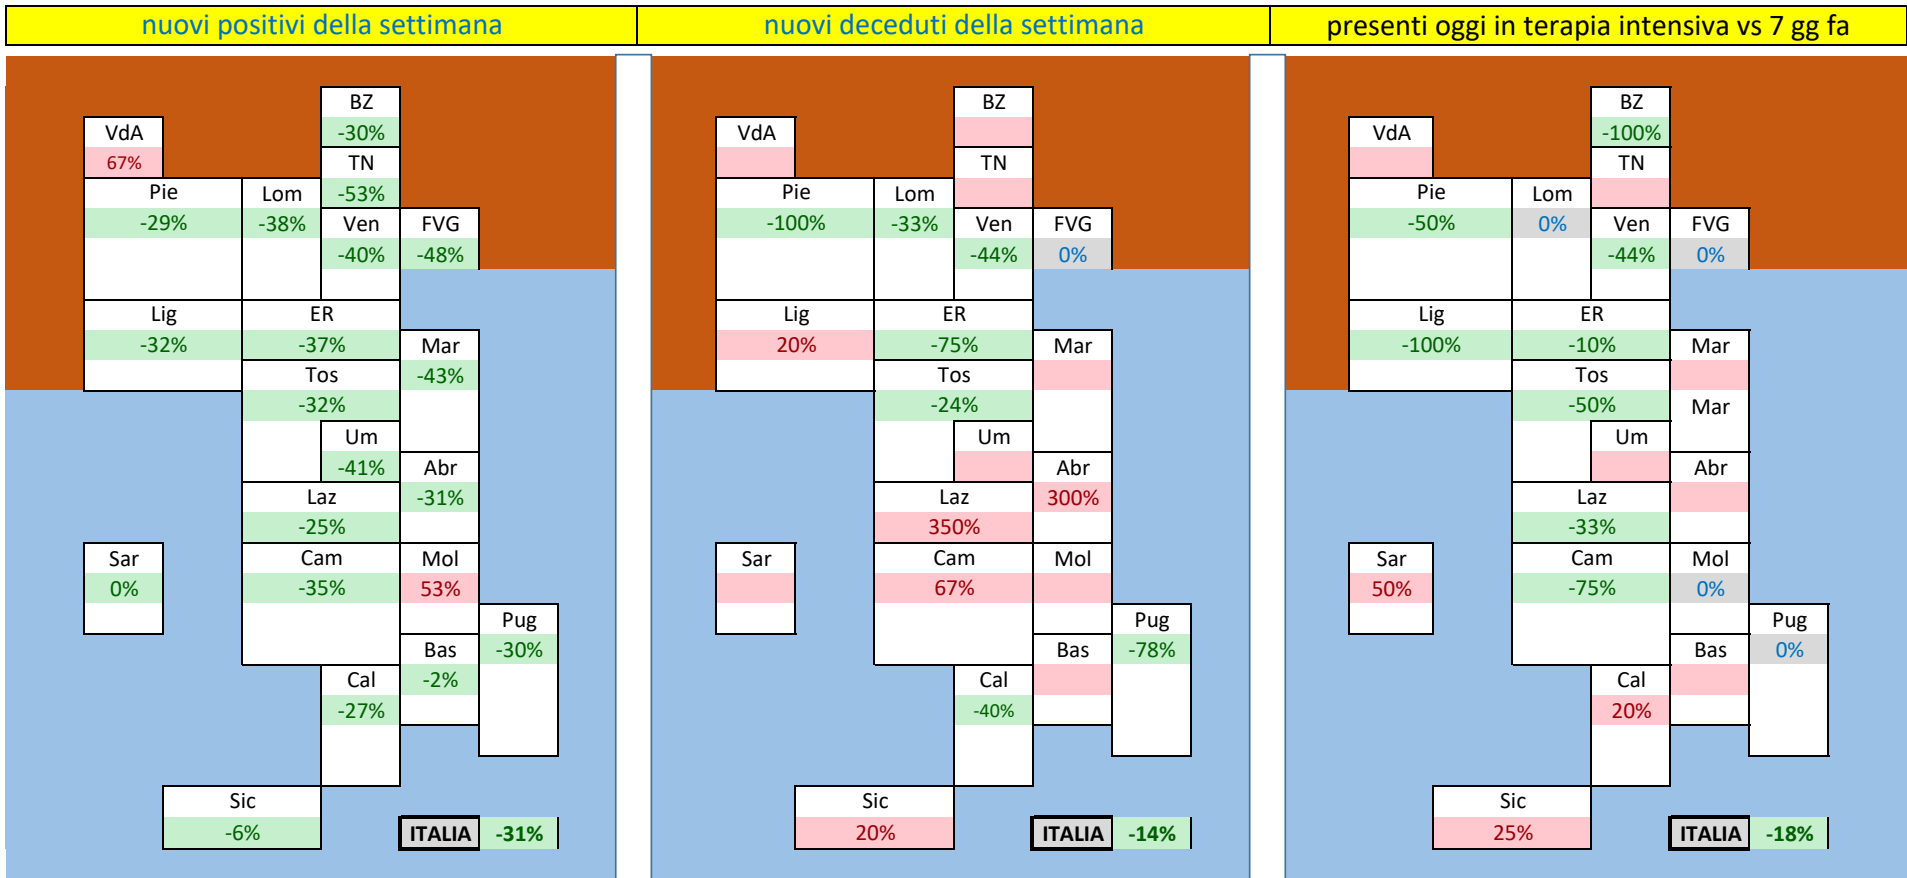 nuovi positivi della settimana
nuovi deceduti della settimana
presenti oggi in terapia intensiva vs 7 gg fa
BZ
-30%
VdA
67%
TN
-53%
Pie
-29%
Lom
-38%
Ven
-40%
FVG
-48%
Lig
-32%
ER
-37%
Mar
-43%
Tos
-32%
Um
-41%
Abr
-31%
Laz
-25%
Sar
0%
Cam
-35%
Mol
53%
Pug
-30%
Bas
-2%
Cal
-27%
Sic
-6%
ITALIA -31%
BZ
VdA
TN
Pie
-100%
Lom
-33%
Ven
-44%
FVG
0%
Lig
20%
ER
-75%
Mar
Tos
-24%
Um
Abr
300%
Laz
350%
Sar
Cam
67%
Mol
Pug
-78%
Bas
Cal
-40%
Sic
20%
ITALIA -14%
BZ
-100%
VdA
TN
Pie
-50%
Lom
0%
Ven
-44%
FVG
0%
Lig
-100%
ER
-10%
Mar
Tos
-50%
Mar
Um
Abr
Laz
-33%
Sar
50%
Cam
-75%
Mol
0%
Pug
0%
Bas
Cal
20%
Sic
25%
ITALIA -18%